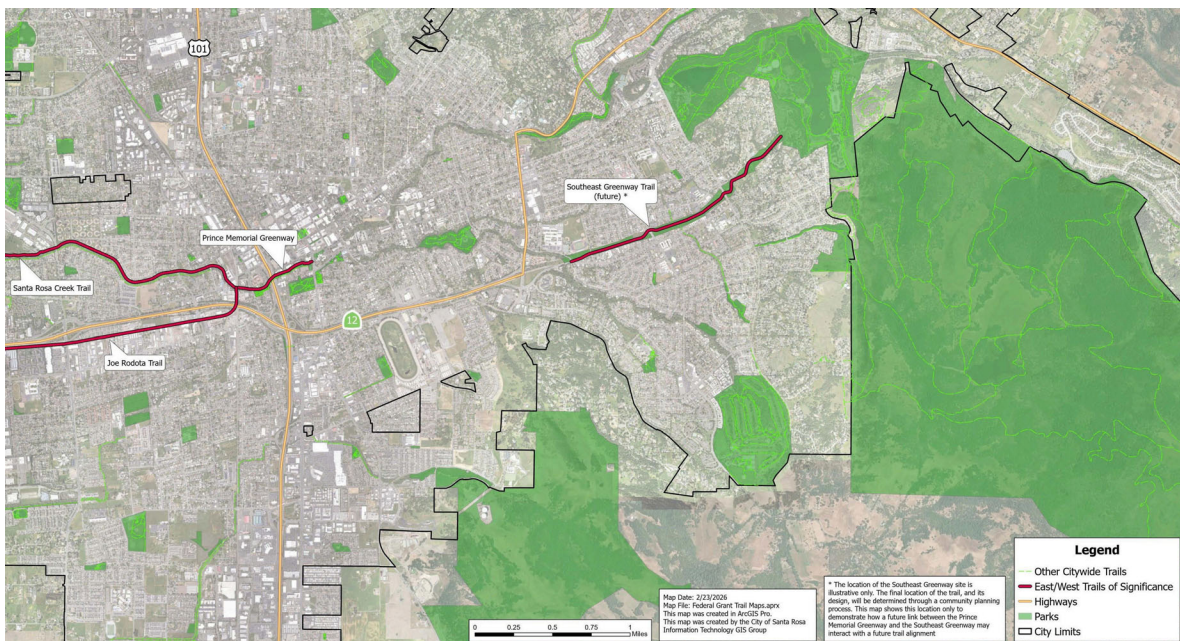 101
Southeast Greenway Trail
(future) *
Prince Memorial Greenway
Santa Rosa Creek Trail
12
Joe Rodota Trail
Map Date: 2/23/2026
Map File: Federal Grant Trail Maps.aprx
This map was created in ArcGIS Pro.
This map was created by the City of Santa Rosa
Information Technology GIS Group
0 0.25 0.5 1
Miles
* The location of the Southeast Greenway site is
illustrative only. The final location of the trail, and its
design, will be determined through a community planning
process. This map shows this location only to
demonstrate how a future link between the Prince
Memorial Greenway and the Southeast Greenway may
interact with a future trail alignment
Legend
Other Citywide Trails
East/West Trails of Significance
Highways
Parks
City Limits